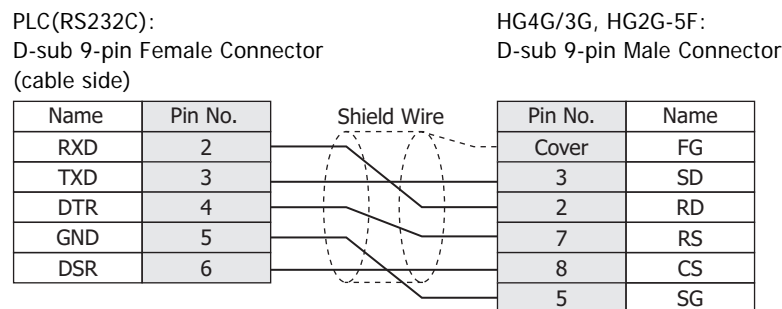 PLC(RS232C):
D-sub 9-pin Female Connector
(cable side)
HG4G/3G, HG2G-5F:
D-sub 9-pin Male Connector
Name Pin No. Shield Wire Pin No. Name
RXD 2 Cover FG
TXD 3 3 SD
DTR 4 2 RD
GND 5 7 RS
DSR 6 8 CS
5 SG